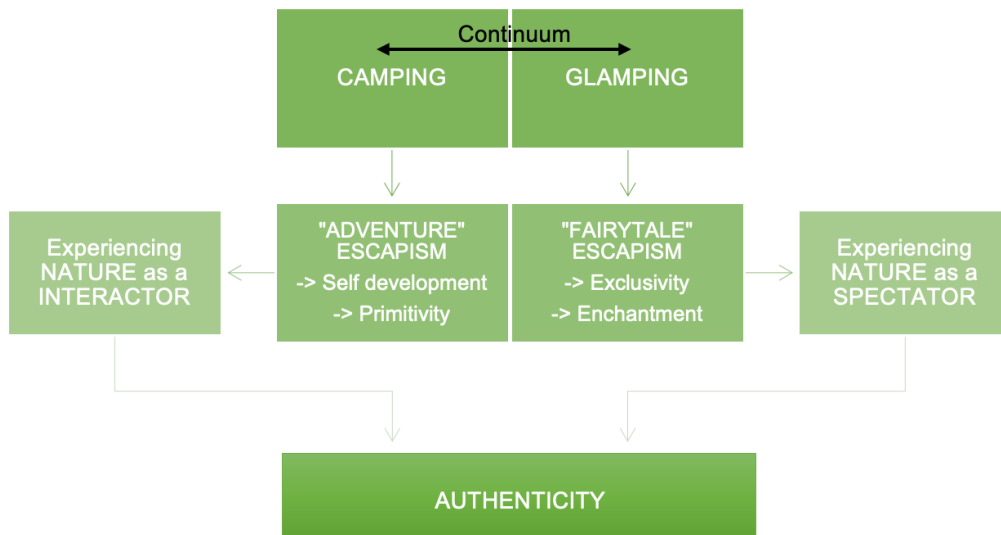 Continuum
CAMPING
GLAMPING
"ADVENTURE"
ESCAPISM
-> Self development
-> Primitivity
"FAIRYTALE"
ESCAPISM
-> Exclusivity
-> Enchantment
Experiencing
NATURE as a
INTERACTOR
Experiencing
NATURE as a
SPECTATOR
AUTHENTICITY